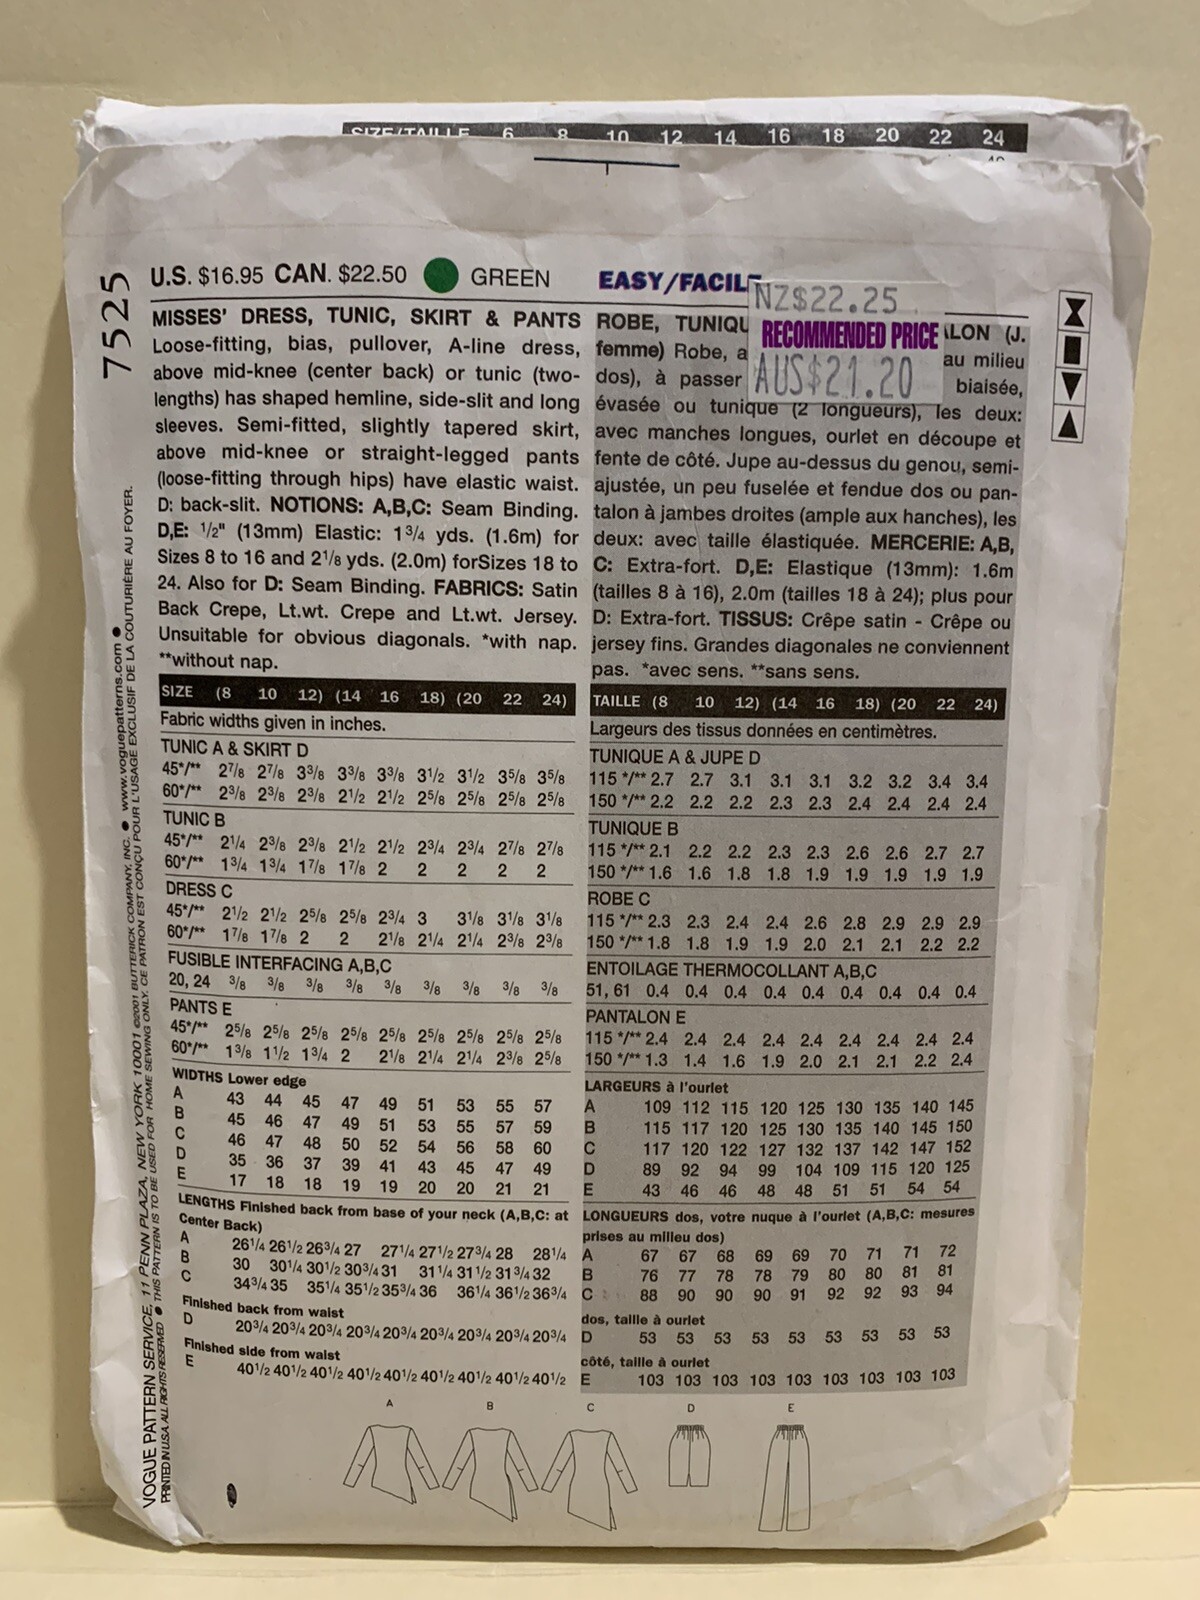 SIZE/TAILLE 6 8 10 12 14 16 18 20 22 24
7525
U.S. $16.95 CAN. $22.50 GREEN
MISSES' DRESS, TUNIC, SKIRT & PANTS
Loose-fitting, bias, pullover, A-line dress,
above mid-knee (center back) or tunic (two-
lengths) has shaped hemline, side-slit and long
sleeves. Semi-fitted, slightly tapered skirt,
above mid-knee or straight-legged pants
(loose-fitting through hips) have elastic waist.
D: back-slit. NOTIONS: A,B,C: Seam Binding.
D,E: 1/2" (13mm) Elastic: 1 3/4 yds. (1.6m) for
Sizes 8 to 16 and 2 1/8 yds. (2.0m) forSizes 18 to
24. Also for D: Seam Binding. FABRICS: Satin
Back Crepe, Lt.wt. Crepe and Lt.wt. Jersey.
Unsuitable for obvious diagonals. *with nap.
**without nap.
SIZE (8 10 12) (14 16 18) (20 22 24)
Fabric widths given in inches.
TUNIC A & SKIRT D
45*/** 2 7/8 2 7/8 3 3/8 3 3/8 3 3/8 3 1/2 3 1/2 3 5/8 3 5/8
60*/** 2 3/8 2 3/8 2 3/8 2 1/2 2 1/2 2 5/8 2 5/8 2 5/8 2 5/8
TUNIC B
45*/** 2 1/4 2 3/8 2 3/8 2 1/2 2 1/2 2 3/4 2 3/4 2 7/8 2 7/8
60*/** 1 3/4 1 3/4 1 7/8 1 7/8 2 2 2 2 2
DRESS C
45*/** 2 1/2 2 1/2 2 5/8 2 5/8 2 3/4 3 3 1/8 3 1/8 3 1/8
60*/** 1 7/8 1 7/8 2 2 2 1/8 2 1/4 2 1/4 2 3/8 2 3/8
FUSIBLE INTERFACING A,B,C
20, 24 3/8 3/8 3/8 3/8 3/8 3/8 3/8 3/8 3/8
PANTS E
45*/** 2 5/8 2 5/8 2 5/8 2 5/8 2 5/8 2 5/8 2 5/8 2 5/8 2 5/8
60*/** 1 3/8 1 1/2 1 3/4 2 2 1/8 2 1/4 2 1/4 2 3/8 2 5/8
WIDTHS Lower edge
A 43 44 45 47 49 51 53 55 57
B 45 46 47 49 51 53 55 57 59
C 46 47 48 50 52 54 56 58 60
D 35 36 37 39 41 43 45 47 49
E 17 18 18 19 19 20 20 21 21
LENGTHS Finished back from base of your neck (A,B,C: at
Center Back)
A 26 1/4 26 1/2 26 3/4 27 27 1/4 27 1/2 27 3/4 28 28 1/4
B 30 30 1/4 30 1/2 30 3/4 31 31 1/4 31 1/2 31 3/4 32
C 34 3/4 35 35 1/4 35 1/2 35 3/4 36 36 1/4 36 1/2 36 3/4
Finished back from waist
D 20 3/4 20 3/4 20 3/4 20 3/4 20 3/4 20 3/4 20 3/4 20 3/4 20 3/4
Finished side from waist
E 40 1/2 40 1/2 40 1/2 40 1/2 40 1/2 40 1/2 40 1/2 40 1/2 40 1/2
EASY/FACILE
NZ$22.25
RECOMMENDED PRICE
AUS$21.20
ROBE, TUNIQU ALON (J.
femme) Robe, a au milieu
dos), à passer biaisée,
évasée ou tunique (2 longueurs), les deux:
avec manches longues, ourlet en découpe et
fente de côté. Jupe au-dessus du genou, semi-
ajustée, un peu fuselée et fendue dos ou pan-
talon à jambes droites (ample aux hanches), les
deux: avec taille élastiquée. MERCERIE: A,B,
C: Extra-fort. D,E: Elastique (13mm): 1.6m
(tailles 8 à 16), 2.0m (tailles 18 à 24); plus pour
D: Extra-fort. TISSUS: Crêpe satin - Crêpe ou
jersey fins. Grandes diagonales ne conviennent
pas. *avec sens. **sans sens.
TAILLE (8 10 12) (14 16 18) (20 22 24)
Largeurs des tissus données en centimètres.
TUNIQUE A & JUPE D
115 */** 2.7 2.7 3.1 3.1 3.1 3.2 3.2 3.4 3.4
150 */** 2.2 2.2 2.2 2.3 2.3 2.4 2.4 2.4 2.4
TUNIQUE B
115 */** 2.1 2.2 2.2 2.3 2.3 2.6 2.6 2.7 2.7
150 */** 1.6 1.6 1.8 1.8 1.9 1.9 1.9 1.9 1.9
ROBE C
115 */** 2.3 2.3 2.4 2.4 2.6 2.8 2.9 2.9 2.9
150 */** 1.8 1.8 1.9 1.9 2.0 2.1 2.1 2.2 2.2
ENTOILAGE THERMOCOLLANT A,B,C
51, 61 0.4 0.4 0.4 0.4 0.4 0.4 0.4 0.4 0.4
PANTALON E
115 */** 2.4 2.4 2.4 2.4 2.4 2.4 2.4 2.4 2.4
150 */** 1.3 1.4 1.6 1.9 2.0 2.1 2.1 2.2 2.4
LARGEURS à l'ourlet
A 109 112 115 120 125 130 135 140 145
B 115 117 120 125 130 135 140 145 150
C 117 120 122 127 132 137 142 147 152
D 89 92 94 99 104 109 115 120 125
E 43 46 46 48 48 51 51 54 54
LONGUEURS dos, votre nuque à l'ourlet (A,B,C: mesures
prises au milleu dos)
A 67 67 68 69 69 70 71 71 72
B 76 77 78 78 79 80 80 81 81
C 88 90 90 90 91 92 92 93 94
dos, taille à ourlet
D 53 53 53 53 53 53 53 53 53
côté, taille à ourlet
E 103 103 103 103 103 103 103 103 103
A B C D E
VOGUE PATTERN SERVICE, 11 PENN PLAZA, NEW YORK 10001 ©2001 BUTTERICK COMPANY, INC. ● www.voguepatterns.com ●
PRINTED IN U.S.A. ALL RIGHTS RESERVED ● THIS PATTERN IS TO BE USED FOR HOME SEWING ONLY. CE PATRON EST CONÇU POUR L'USAGE EXCLUSIF DE LA COUTURIÈRE AU FOYER.